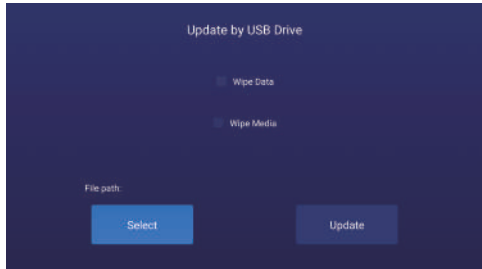 Update by USB Drive
Wipe Data
Wipe Media
File path:
Select
Update